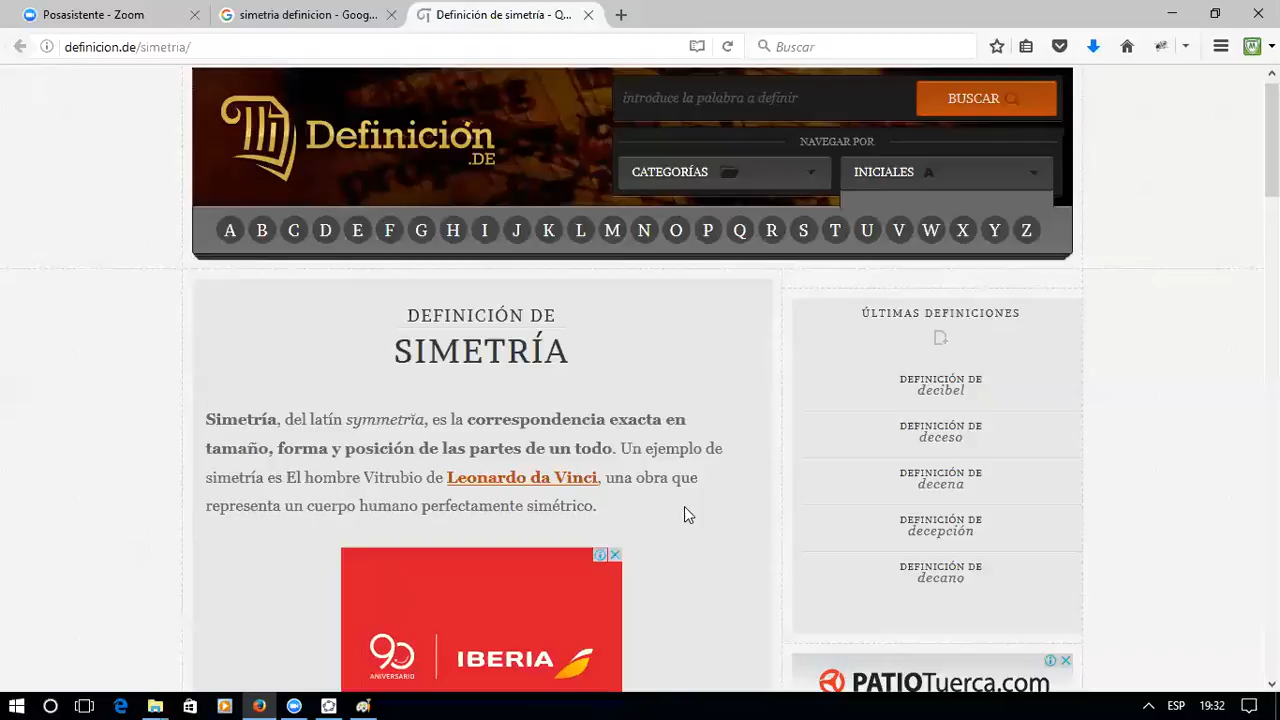 Posasistente - Zoom
simetria definicion - Goog...
Definición de simetría - Q...
definicion.de/simetria/
Buscar
Definición
.DE
introduce la palabra a definir
BUSCAR
NAVEGAR POR
CATEGORÍAS
INICIALES A
A B C D E F G H I J K L M N O P Q R S T U V W X Y Z
DEFINICIÓN DE
SIMETRÍA
Simetría, del latín symmetrĭa, es la correspondencia exacta en
tamaño, forma y posición de las partes de un todo. Un ejemplo de
simetría es El hombre Vitrubio de Leonardo da Vinci, una obra que
representa un cuerpo humano perfectamente simétrico.
90
ANIVERSARIO
IBERIA
ÚLTIMAS DEFINICIONES
DEFINICIÓN DE
decibel
DEFINICIÓN DE
deceso
DEFINICIÓN DE
decena
DEFINICIÓN DE
decepción
DEFINICIÓN DE
decano
PATIOTuerca.com
ESP 19:32